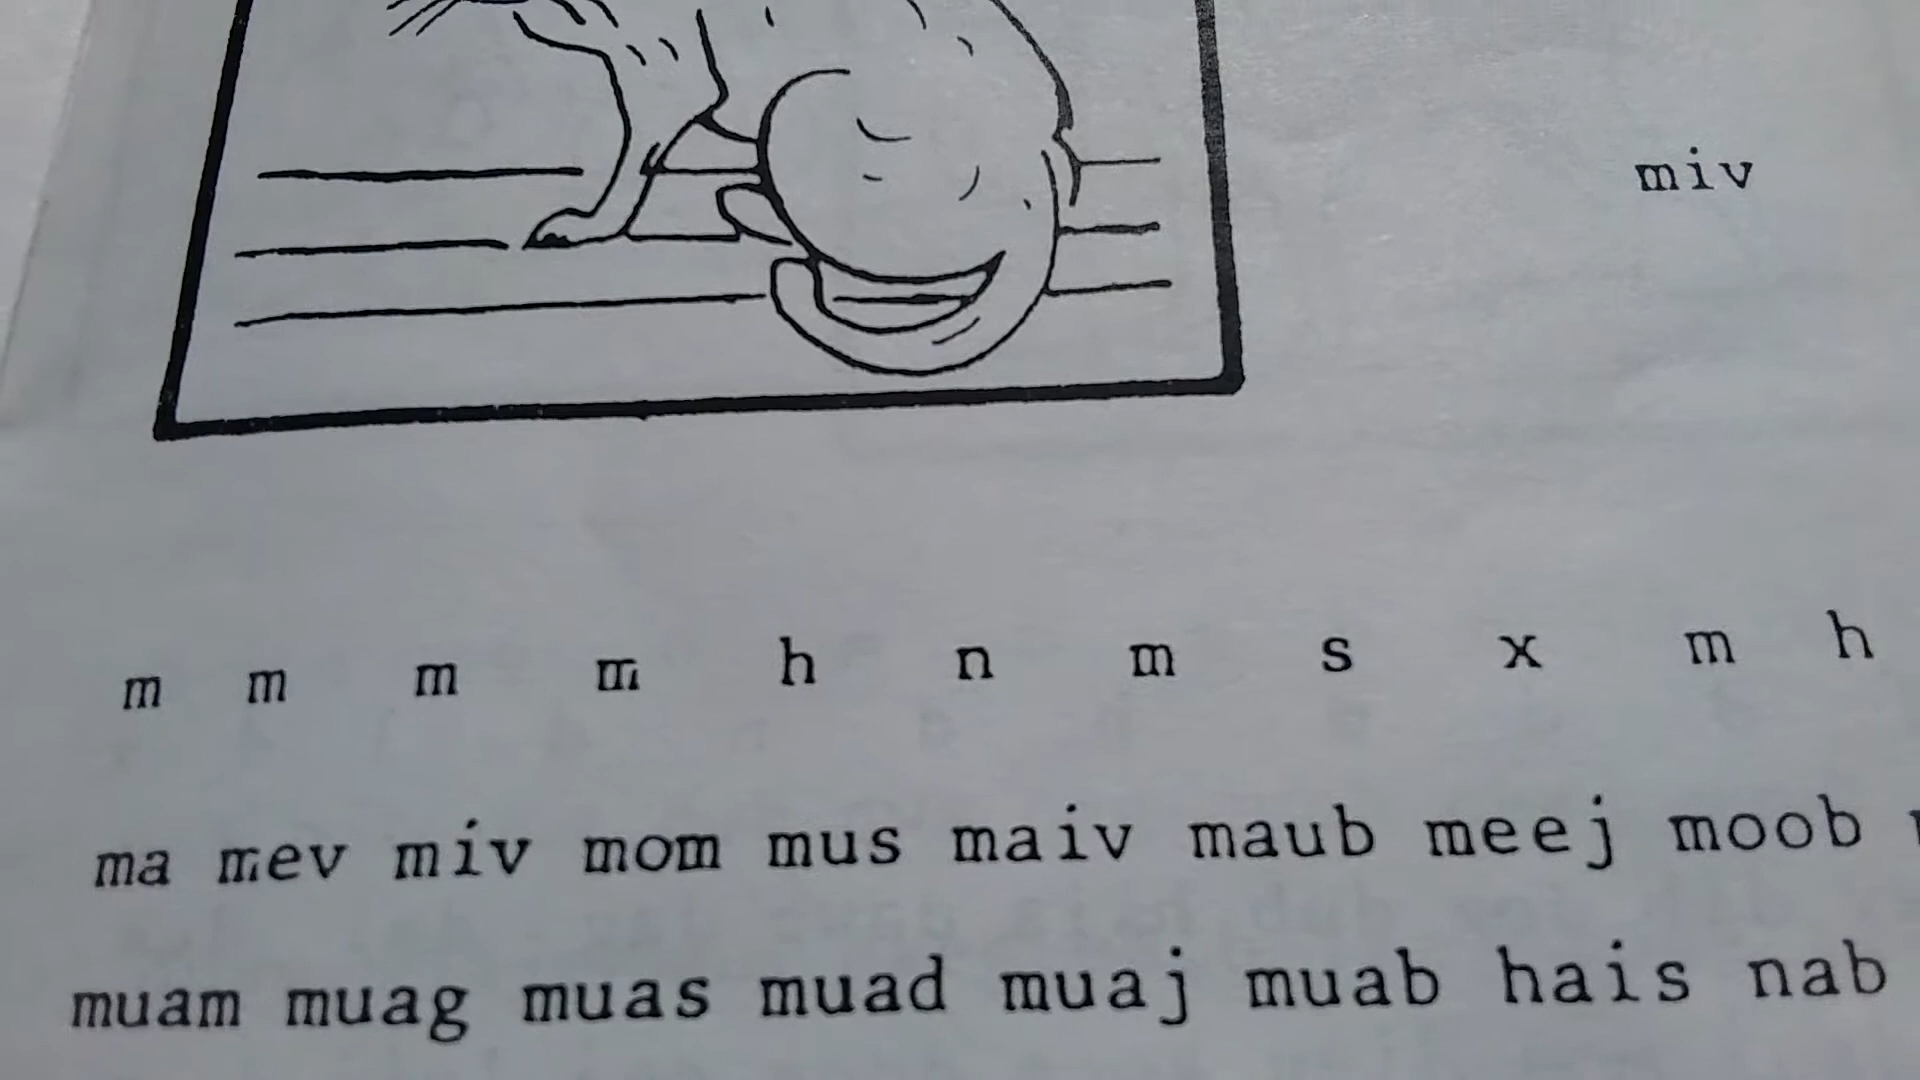 miv
m m m m h n m s x m h
ma mev miv mom mus maiv maub meej moob
muam muag muas muad muaj muab hais nab